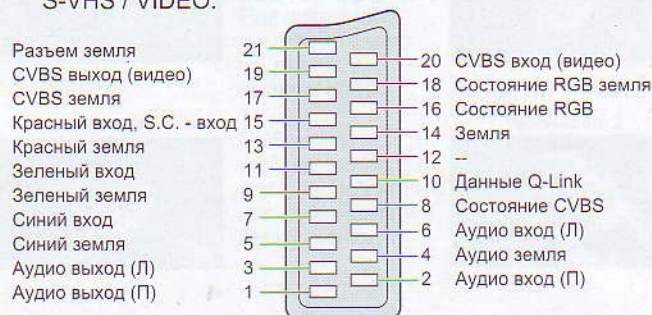 S-VHS / VIDEO.
Разъем земля 21
CVBS выход (видео) 19
CVBS земля 17
Красный вход, S.C. - вход 15
Красный земля 13
Зеленый вход 11
Зеленый земля 9
Синий вход 7
Синий земля 5
Аудио выход (Л) 3
Аудио выход (П) 1
20 CVBS вход (видео)
18 Состояние RGB земля
16 Состояние RGB
14 Земля
12 --
10 Данные Q-Link
8 Состояние CVBS
6 Аудио вход (Л)
4 Аудио земля
2 Аудио вход (П)